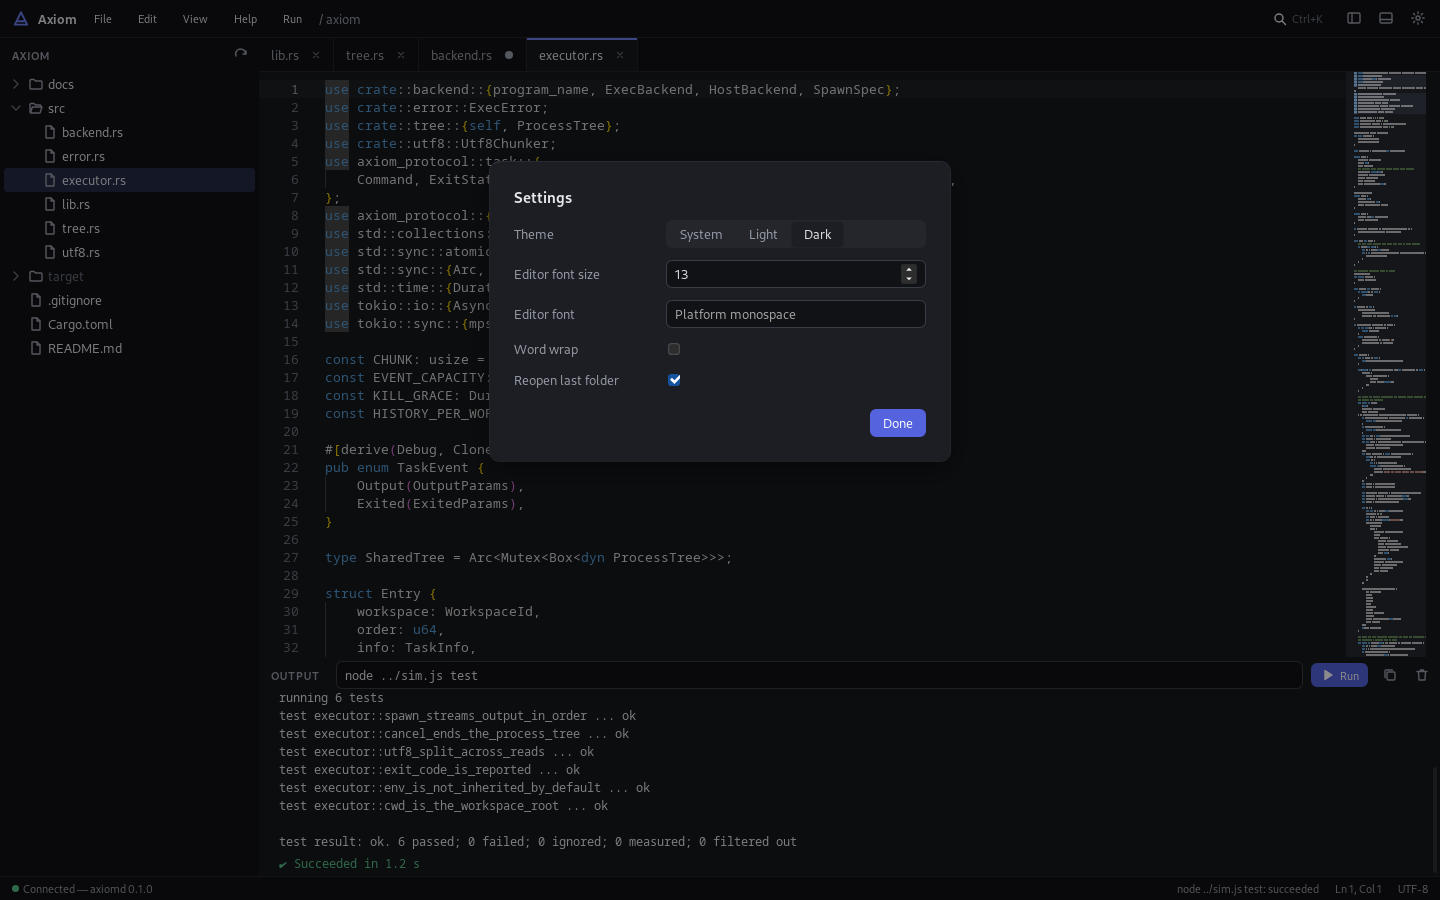 Axiom File Edit View Help Run / axiom Ctrl+K
AXIOM
docs
src
backend.rs
error.rs
executor.rs
lib.rs
tree.rs
utf8.rs
target
.gitignore
Cargo.toml
README.md
lib.rs tree.rs backend.rs executor.rs
1 use crate::backend::{program_name, ExecBackend, HostBackend, SpawnSpec};
2 use crate::error::ExecError;
3 use crate::tree::{self, ProcessTree};
4 use crate::utf8::Utf8Chunker;
5 use axiom_protocol::task::{
6 Command, ExitStat
7 };
8 use axiom_protocol::{
9 use std::collections:
10 use std::sync::atomic
11 use std::sync::{Arc,
12 use std::time::{Durat
13 use tokio::io::{Async
14 use tokio::sync::{mps
15
16 const CHUNK: usize =
17 const EVENT_CAPACITY:
18 const KILL_GRACE: Dur
19 const HISTORY_PER_WOR
20
21 #[derive(Debug, Clone
22 pub enum TaskEvent {
23 Output(OutputParams),
24 Exited(ExitedParams),
25 }
26
27 type SharedTree = Arc<Mutex<Box<dyn ProcessTree>>>;
28
29 struct Entry {
30 workspace: WorkspaceId,
31 order: u64,
32 info: TaskInfo,
Settings
Theme System Light Dark
Editor font size 13
Editor font Platform monospace
Word wrap
Reopen last folder
Done
OUTPUT node ../sim.js test Run
running 6 tests
test executor::spawn_streams_output_in_order ... ok
test executor::cancel_ends_the_process_tree ... ok
test executor::utf8_split_across_reads ... ok
test executor::exit_code_is_reported ... ok
test executor::env_is_not_inherited_by_default ... ok
test executor::cwd_is_the_workspace_root ... ok
test result: ok. 6 passed; 0 failed; 0 ignored; 0 measured; 0 filtered out
✔ Succeeded in 1.2 s
Connected — axiomd 0.1.0 node ../sim.js test: succeeded Ln 1, Col 1 UTF-8